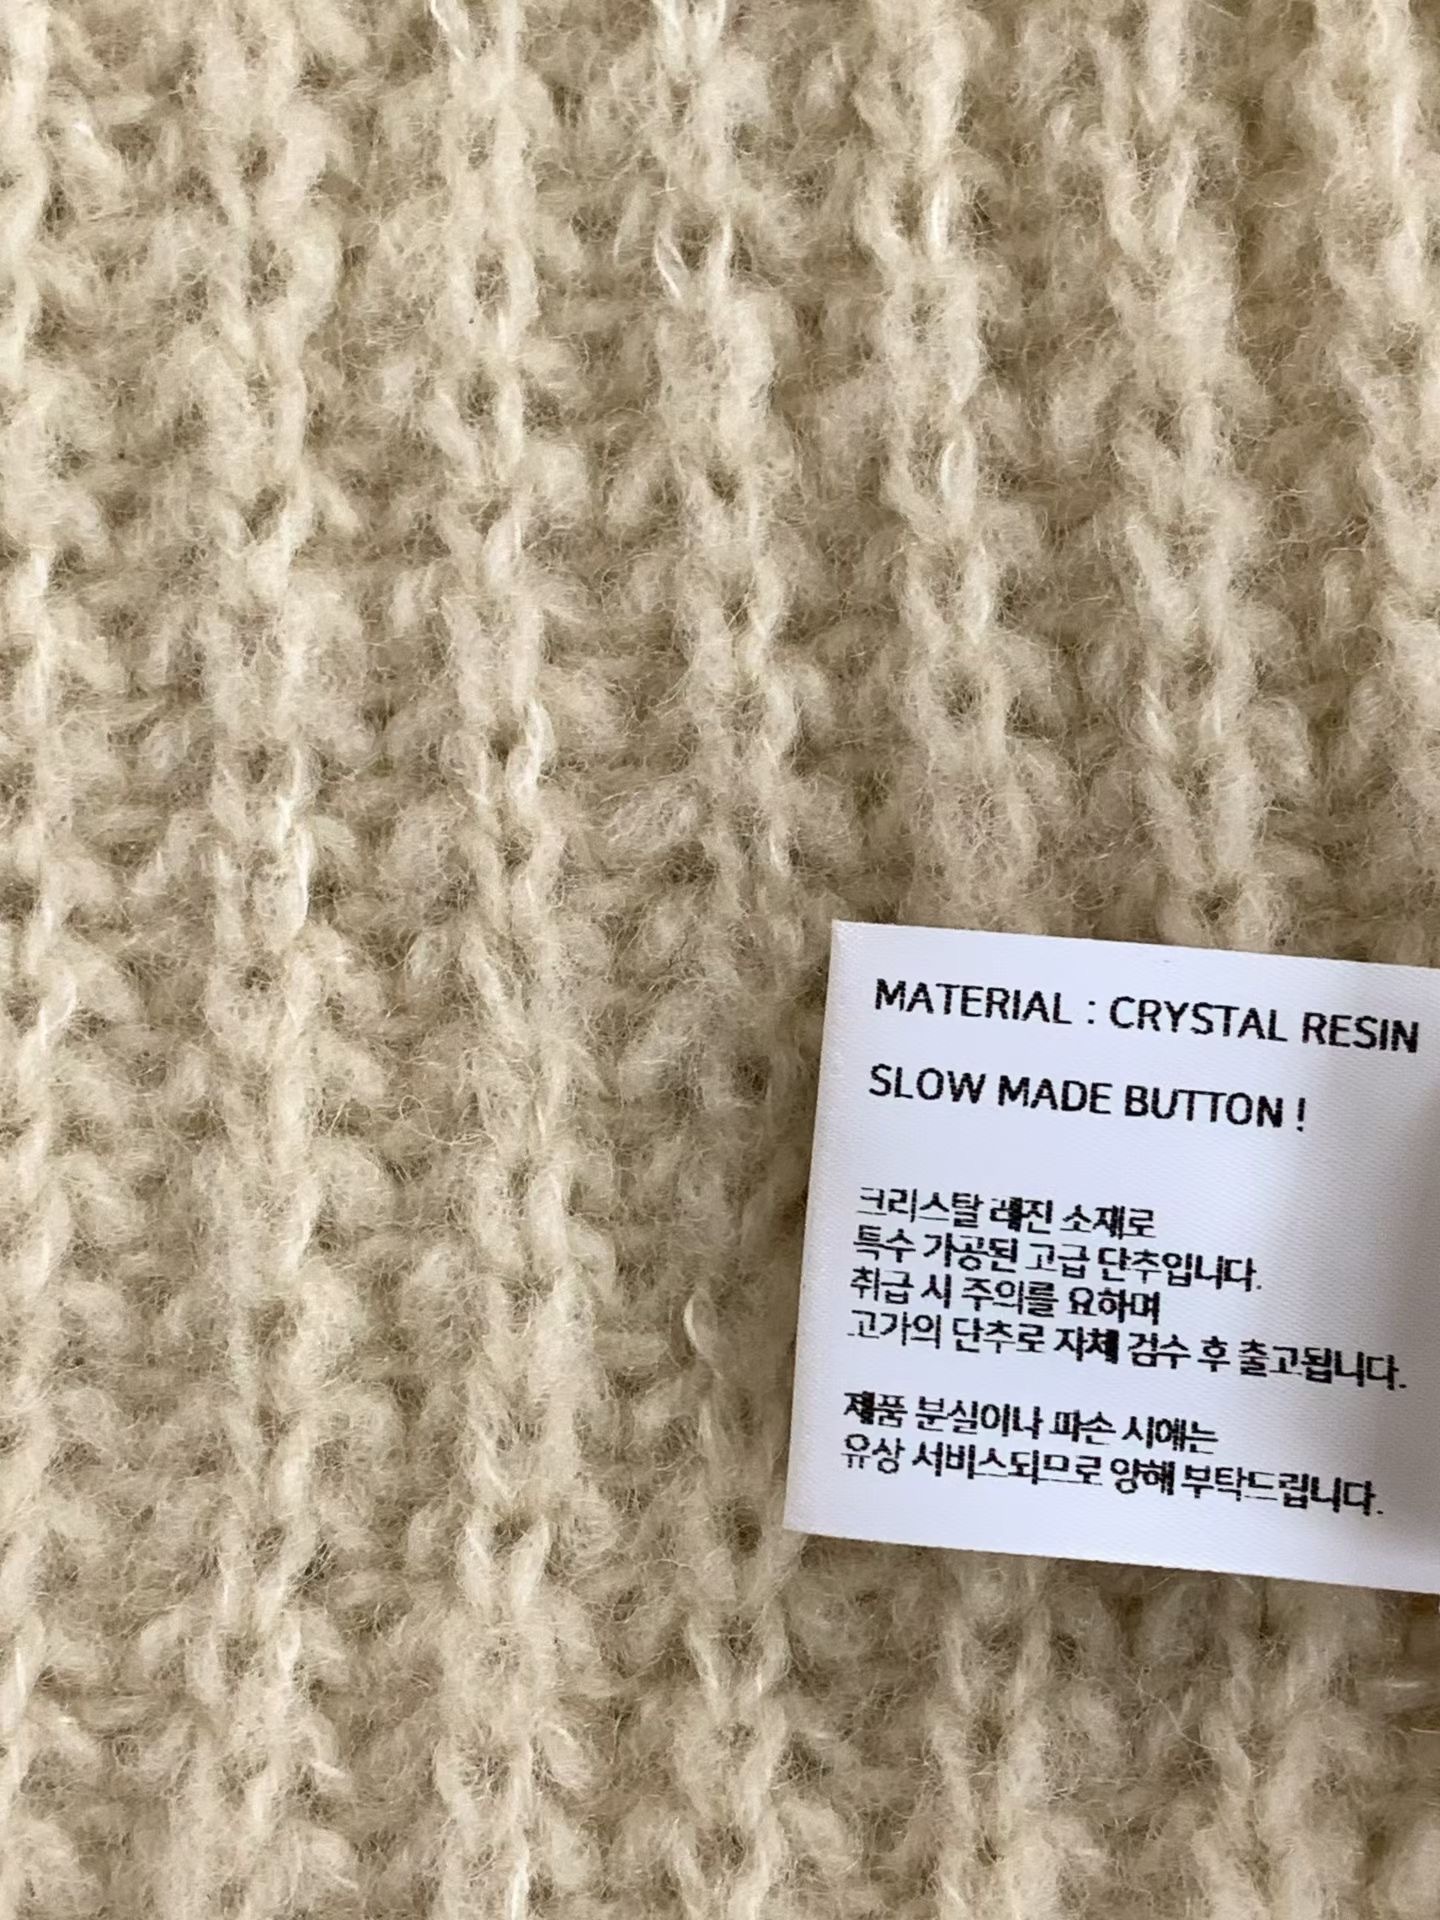 MATERIAL : CRYSTAL RESIN
SLOW MADE BUTTON !
크리스탈 레진 소재로
특수 가공된 고급 단추입니다.
취급 시 주의를 요하며
고가의 단추로 자체 검수 후 출고됩니다.
제품 분실이나 파손 시에는
유상 서비스되므로 양해 부탁드립니다.